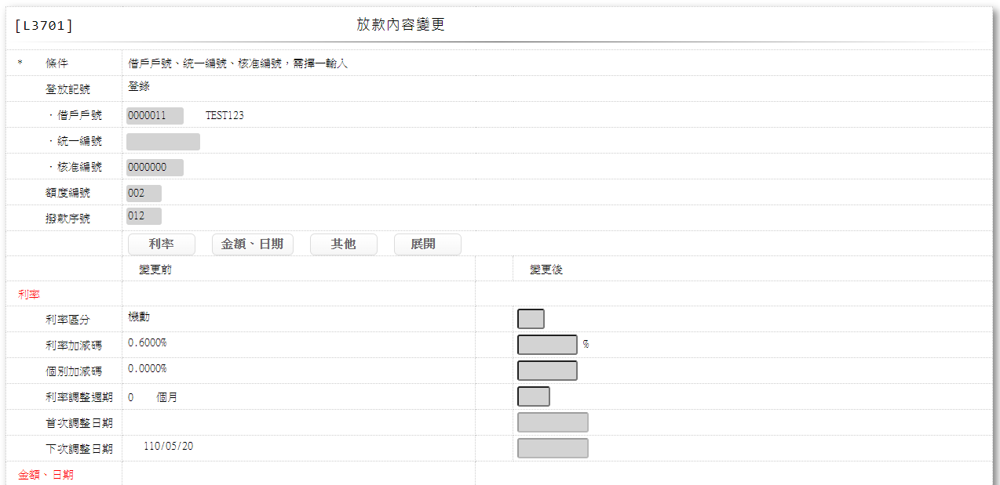 [L3701] 放款內容變更
* 條件 借戶戶號、統一編號、核准編號，需擇一輸入
登放記號 登錄
．借戶戶號 0000011 TEST123
．統一編號
．核准編號 0000000
額度編號 002
撥款序號 012
利率 金額、日期 其他 展開
變更前 變更後
利率
利率區分 機動
利率加減碼 0.6000% %
個別加減碼 0.0000%
利率調整週期 0 個月
首次調整日期
下次調整日期 110/05/20
金額、日期